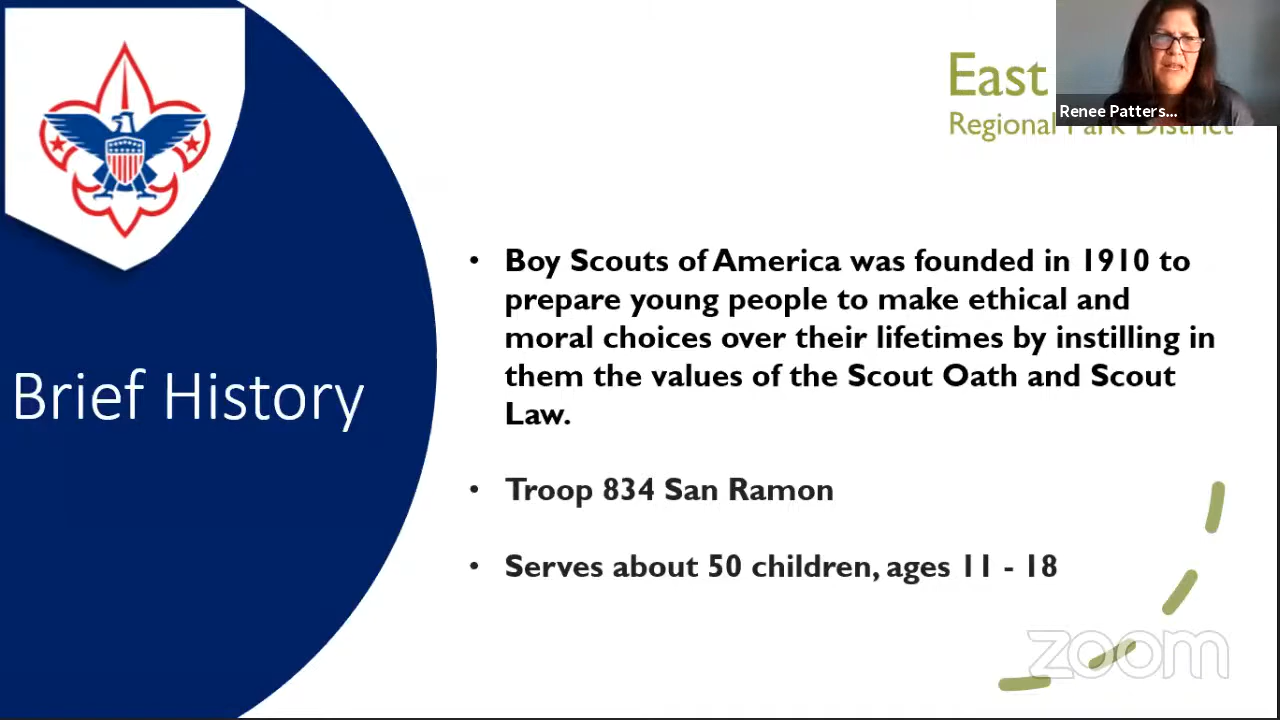 East
Regional Park District
Renee Patters...
Boy Scouts of America was founded in 1910 to
prepare young people to make ethical and
moral choices over their lifetimes by instilling in
them the values of the Scout Oath and Scout
Law.
Brief History
Troop 834 San Ramon
Serves about 50 children, ages 11 - 18
zoom